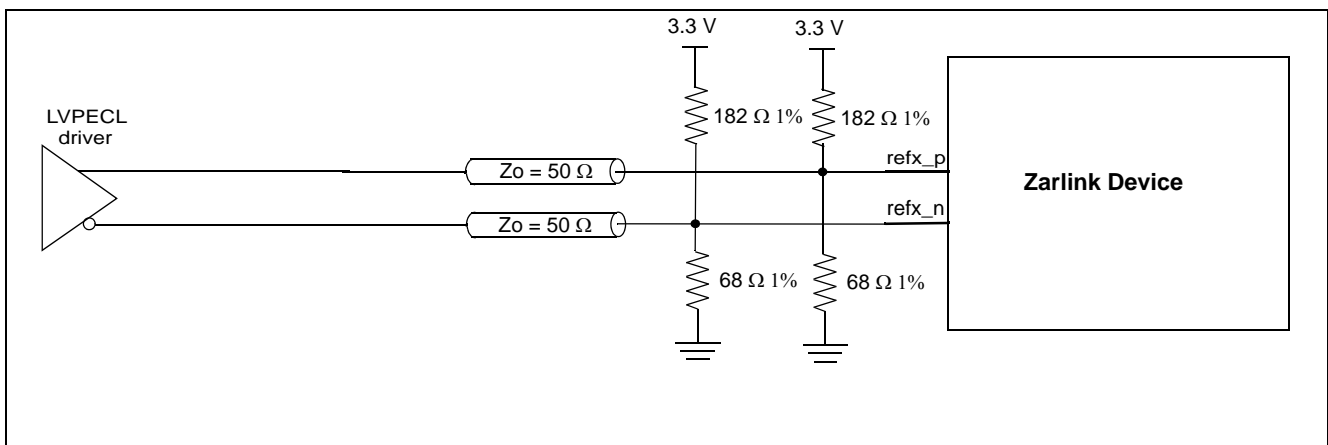 3.3 V
3.3 V
LVPECL
driver
182 Ω 1%
182 Ω 1%
refx_p
Zo = 50 Ω
Zarlink Device
refx_n
Zo = 50 Ω
68 Ω 1%
68 Ω 1%